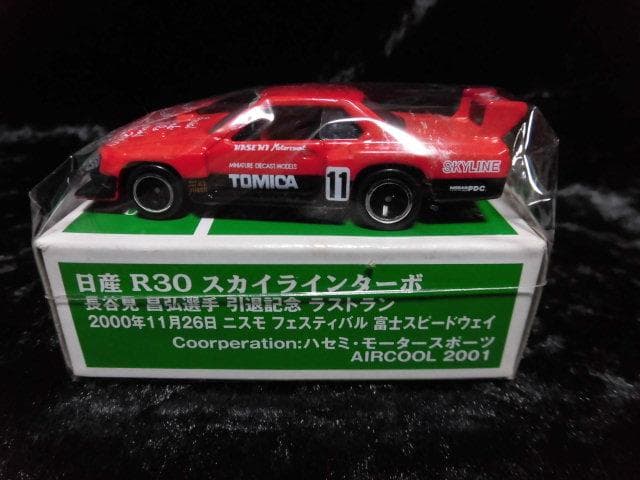 HASEMI Motorsport
MINIATURE DIECAST MODELS
TOMICA
11
SKYLINE
NISSAN P.D.C.
日産 R30 スカイラインターボ
長谷見 昌弘選手 引退記念 ラストラン
2000年11月26日 ニスモ フェスティバル 富士スピードウェイ
Coorperation:ハセミ・モータースポーツ
AIRCOOL 2001